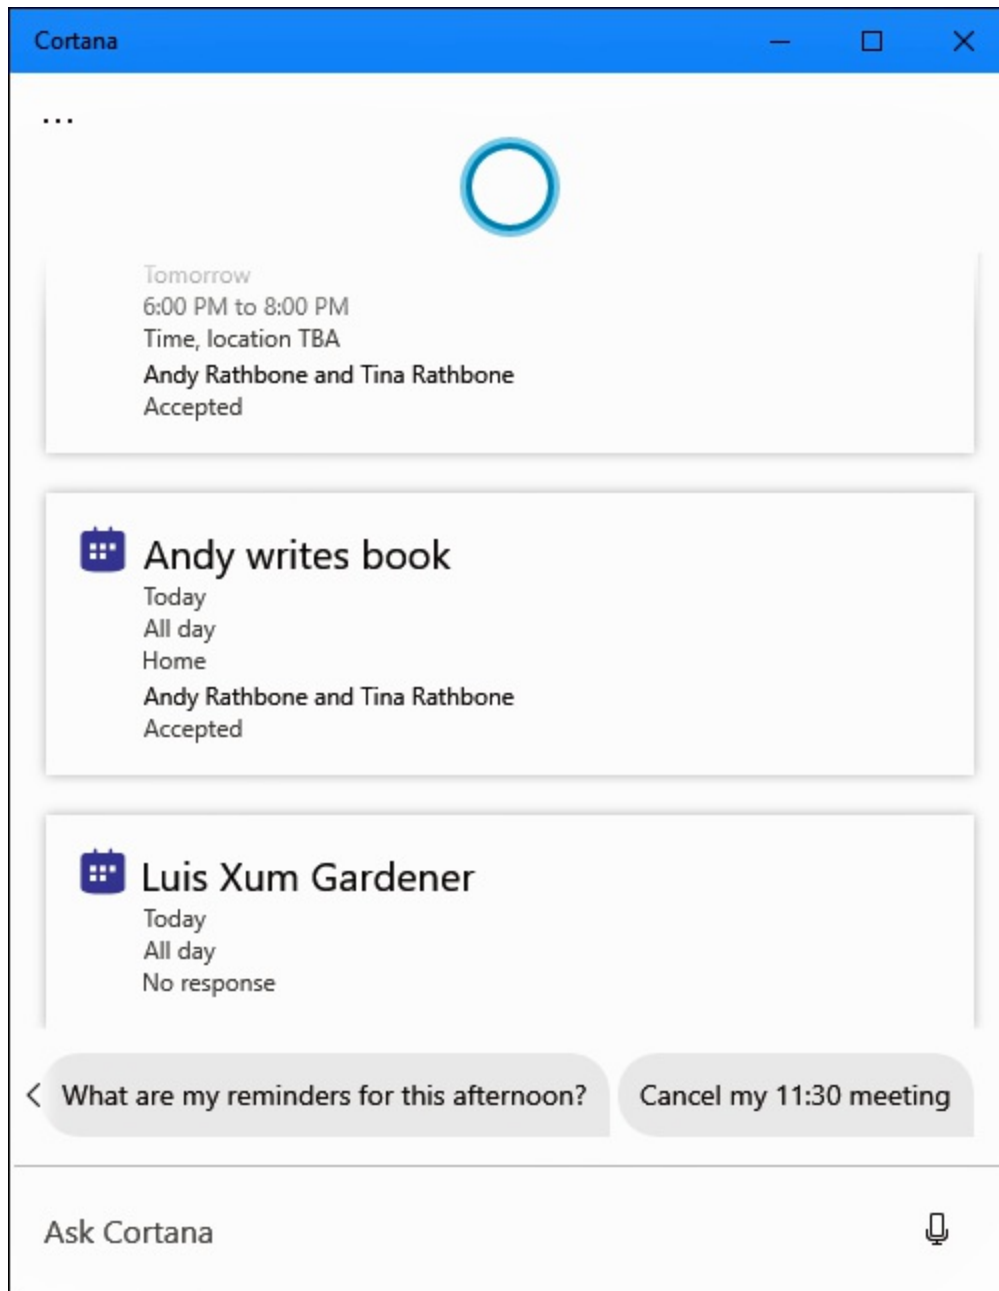 Cortana
...
Tomorrow
6:00 PM to 8:00 PM
Time, location TBA
Andy Rathbone and Tina Rathbone
Accepted
Andy writes book
Today
All day
Home
Andy Rathbone and Tina Rathbone
Accepted
Luis Xum Gardener
Today
All day
No response
What are my reminders for this afternoon?
Cancel my 11:30 meeting
Ask Cortana